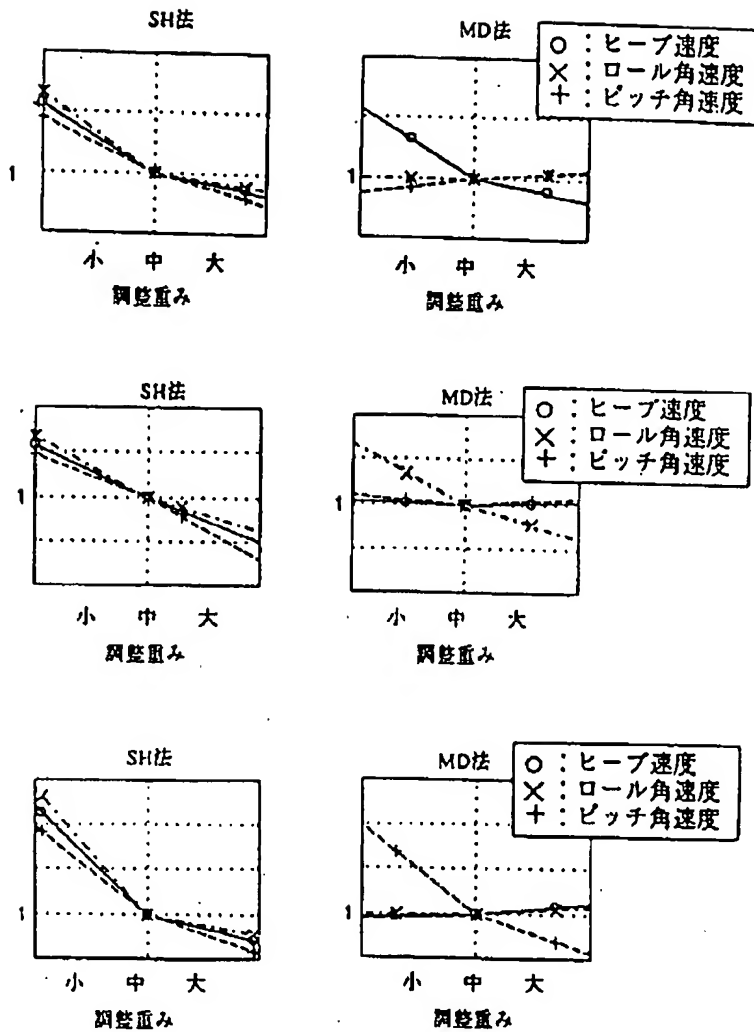 SH法
MD法
○：ヒーブ速度
×：ロール角速度
+：ピッチ角速度
1
1
小 中 大
小 中 大
調整重み
調整重み
SH法
MD法
○：ヒーブ速度
×：ロール角速度
+：ピッチ角速度
1
1
小 中 大
小 中 大
調整重み
調整重み
SH法
MD法
○：ヒーブ速度
×：ロール角速度
+：ピッチ角速度
1
1
小 中 大
小 中 大
調整重み
調整重み